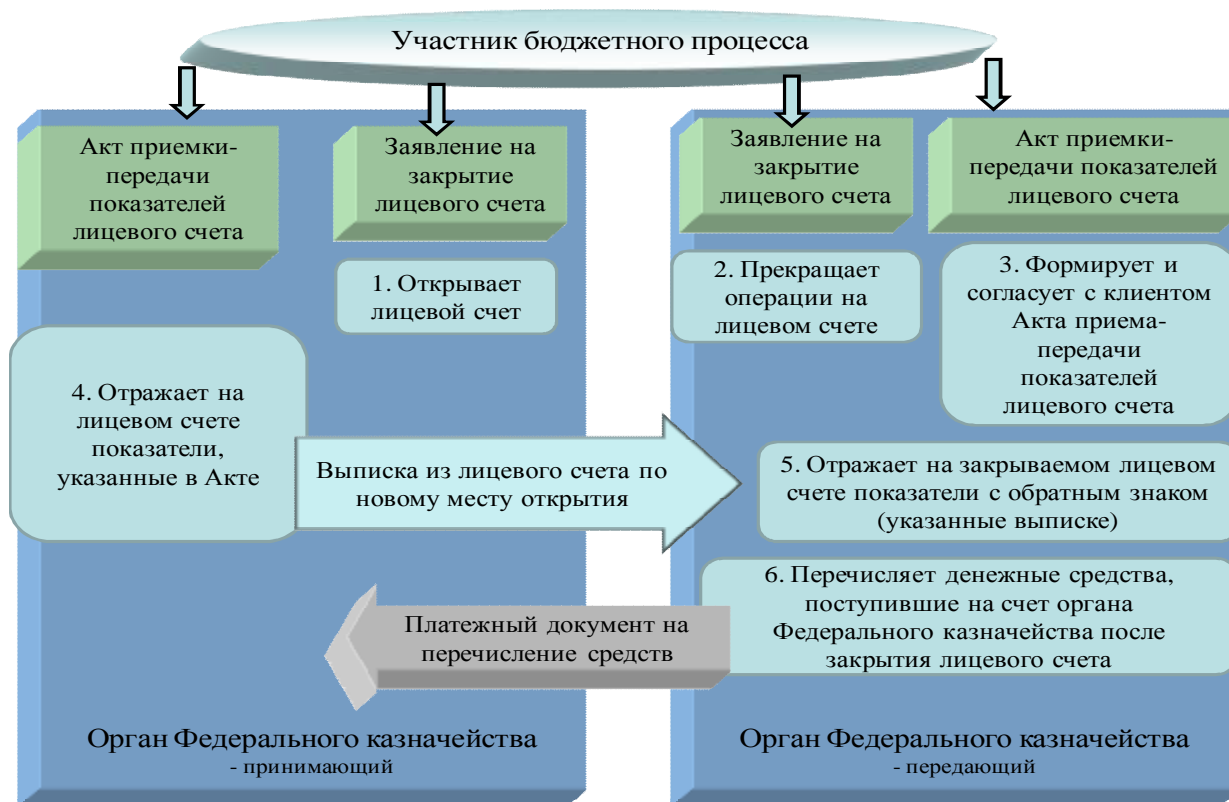 Участник бюджетного процесса
Акт приемки-
передачи
показателей
лицевого счета
Заявление на
закрытие
лицевого счета
Заявление на
закрытие
лицевого счета
Акт приемки-
передачи показателей
лицевого счета
1. Открывает
лицевой счет
2. Прекращает
операции на
лицевом счете
3. Формирует и
согласует с клиентом
Акта приема-
передачи
показателей
лицевого счета
4. Отражает на
лицевом счете
показатели,
указанные в Акте
Выписка из лицевого счета по
новому месту открытия
5. Отражает на закрываемом лицевом
счете показатели с обратным знаком
(указанные выписке)
6. Перечисляет денежные средства,
поступившие на счет органа
Федерального казначейства после
закрытия лицевого счета
Платежный документ на
перечисление средств
Орган Федерального казначейства
- принимающий
Орган Федерального казначейства
- передающий